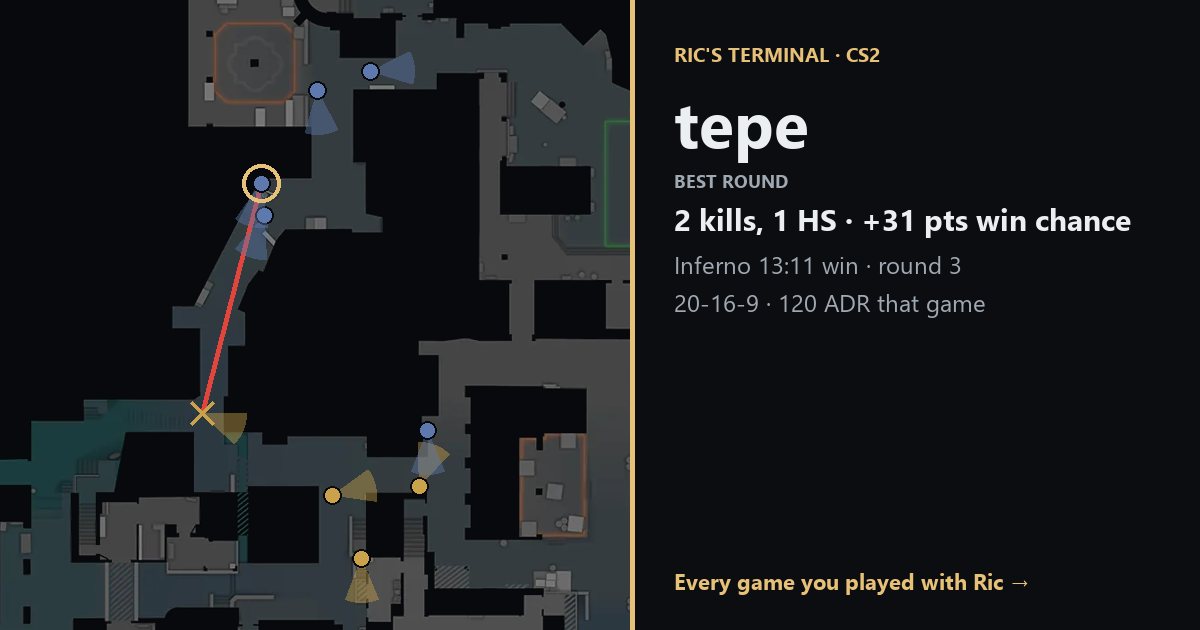 RIC'S TERMINAL · CS2
tepe
BEST ROUND
2 kills, 1 HS · +31 pts win chance
Inferno 13:11 win · round 3
20-16-9 · 120 ADR that game
Every game you played with Ric →